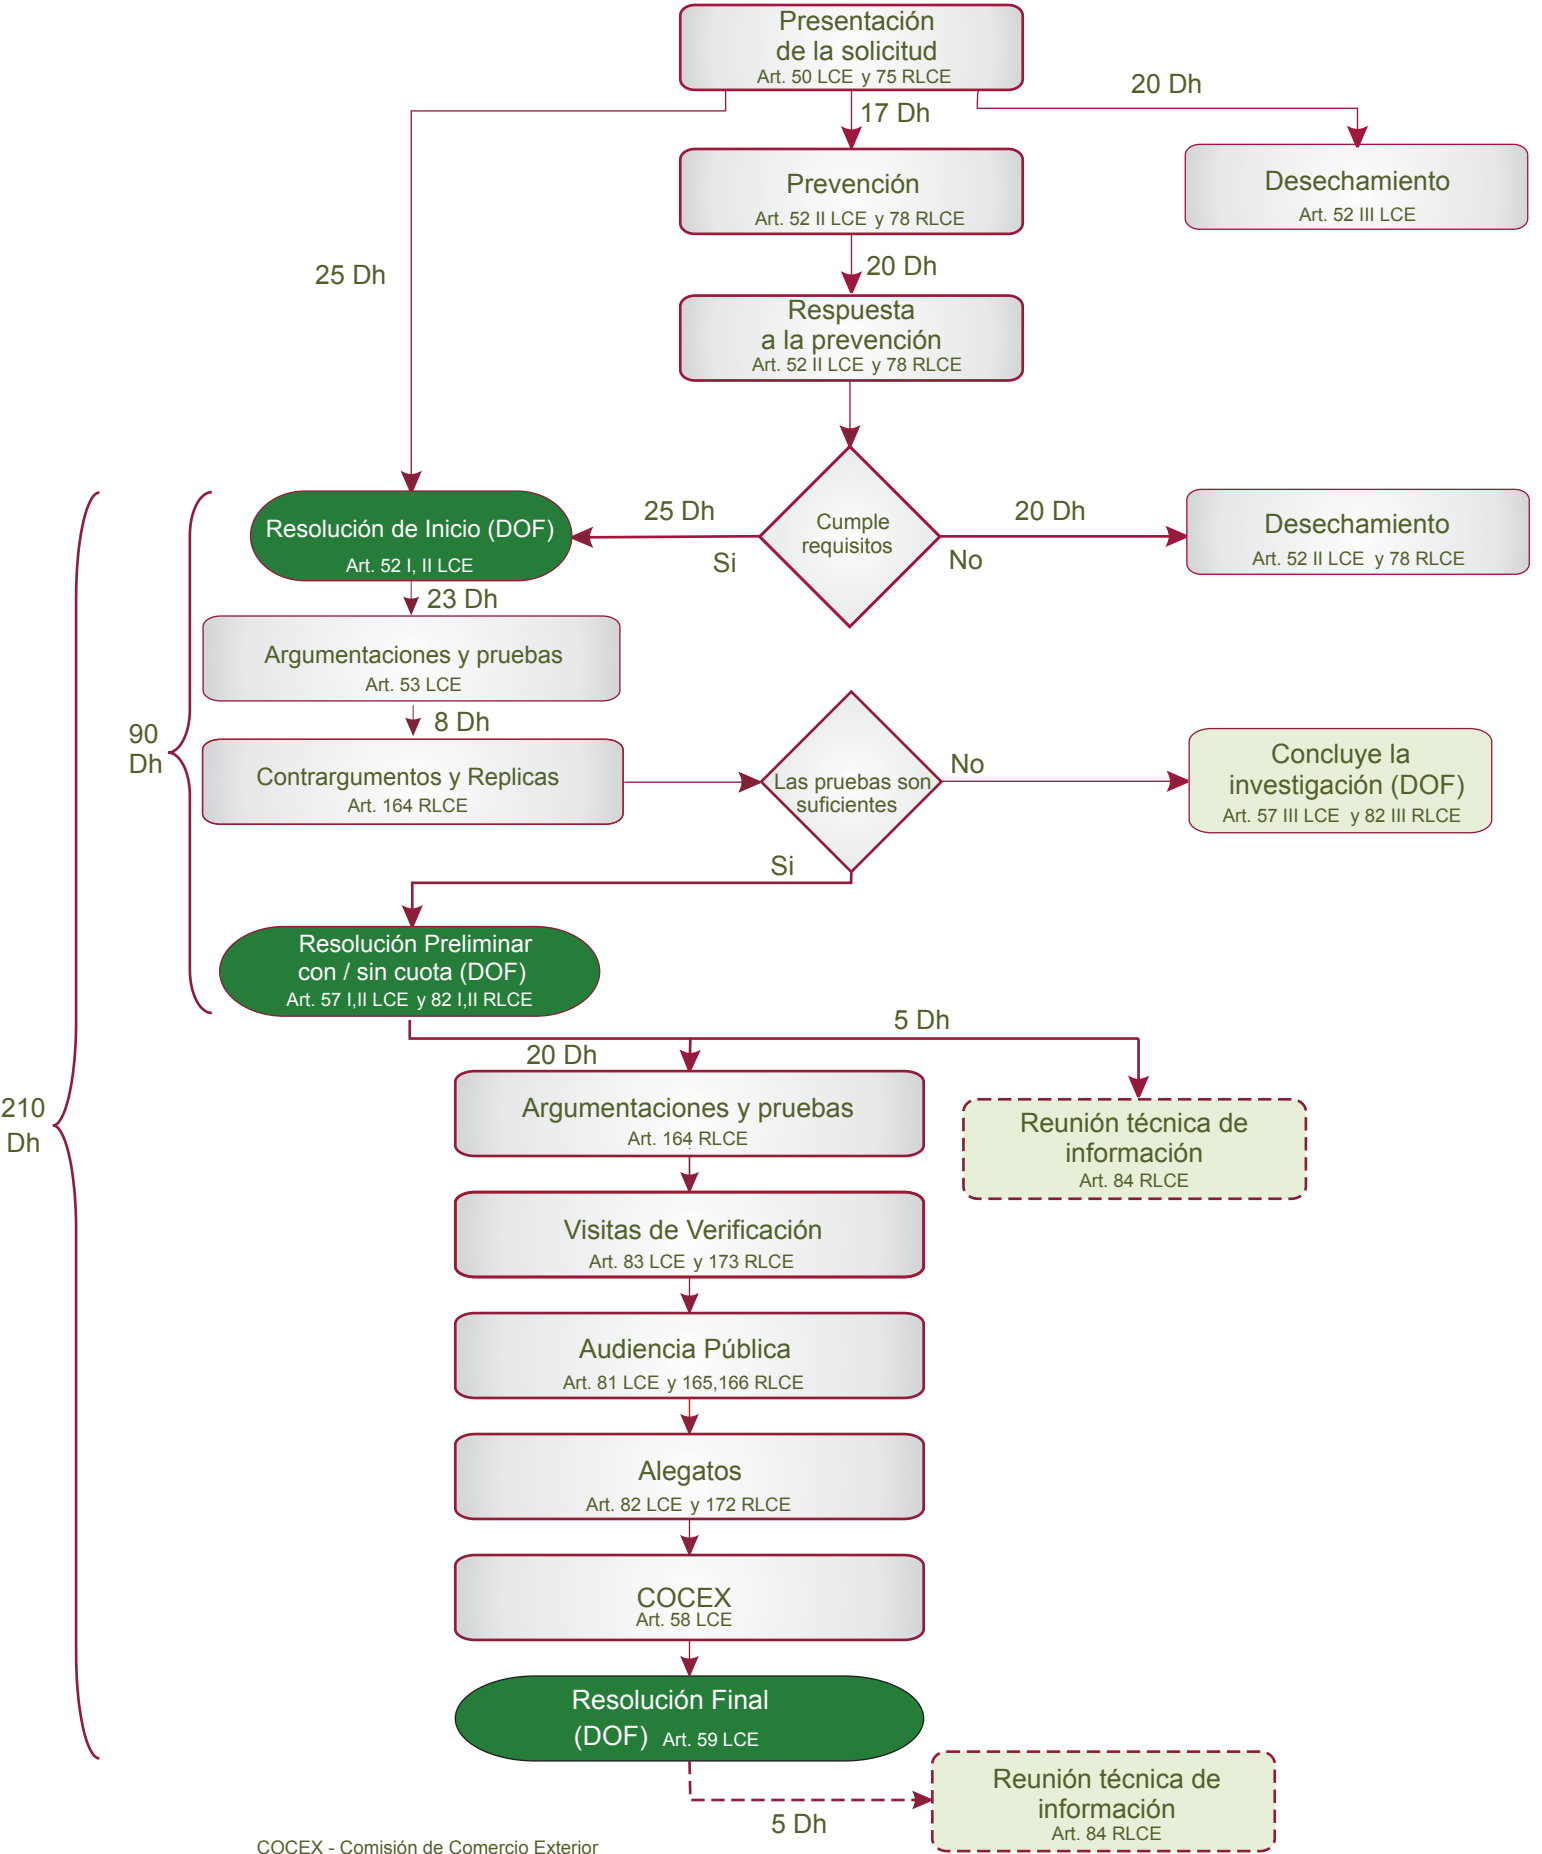 Presentación
de la solicitud
Art. 50 LCE y 75 RLCE
20 Dh
17 Dh
Prevención
Art. 52 II LCE y 78 RLCE
Desechamiento
Art. 52 III LCE
25 Dh
20 Dh
Respuesta
a la prevención
Art. 52 II LCE y 78 RLCE
Cumple
requisitos
25 Dh
Si
20 Dh
No
Desechamiento
Art. 52 II LCE y 78 RLCE
Resolución de Inicio (DOF)
Art. 52 I, II LCE
23 Dh
Argumentaciones y pruebas
Art. 53 LCE
8 Dh
90
Dh
Contrargumentos y Replicas
Art. 164 RLCE
Las pruebas son
suficientes
No
Concluye la
investigación (DOF)
Art. 57 III LCE y 82 III RLCE
Si
Resolución Preliminar
con / sin cuota (DOF)
Art. 57 I,II LCE y 82 I,II RLCE
5 Dh
20 Dh
210
Dh
Argumentaciones y pruebas
Art. 164 RLCE
Reunión técnica de
información
Art. 84 RLCE
Visitas de Verificación
Art. 83 LCE y 173 RLCE
Audiencia Pública
Art. 81 LCE y 165,166 RLCE
Alegatos
Art. 82 LCE y 172 RLCE
COCEX
Art. 58 LCE
Resolución Final
(DOF) Art. 59 LCE
5 Dh
Reunión técnica de
información
Art. 84 RLCE
COCEX - Comisión de Comercio Exterior